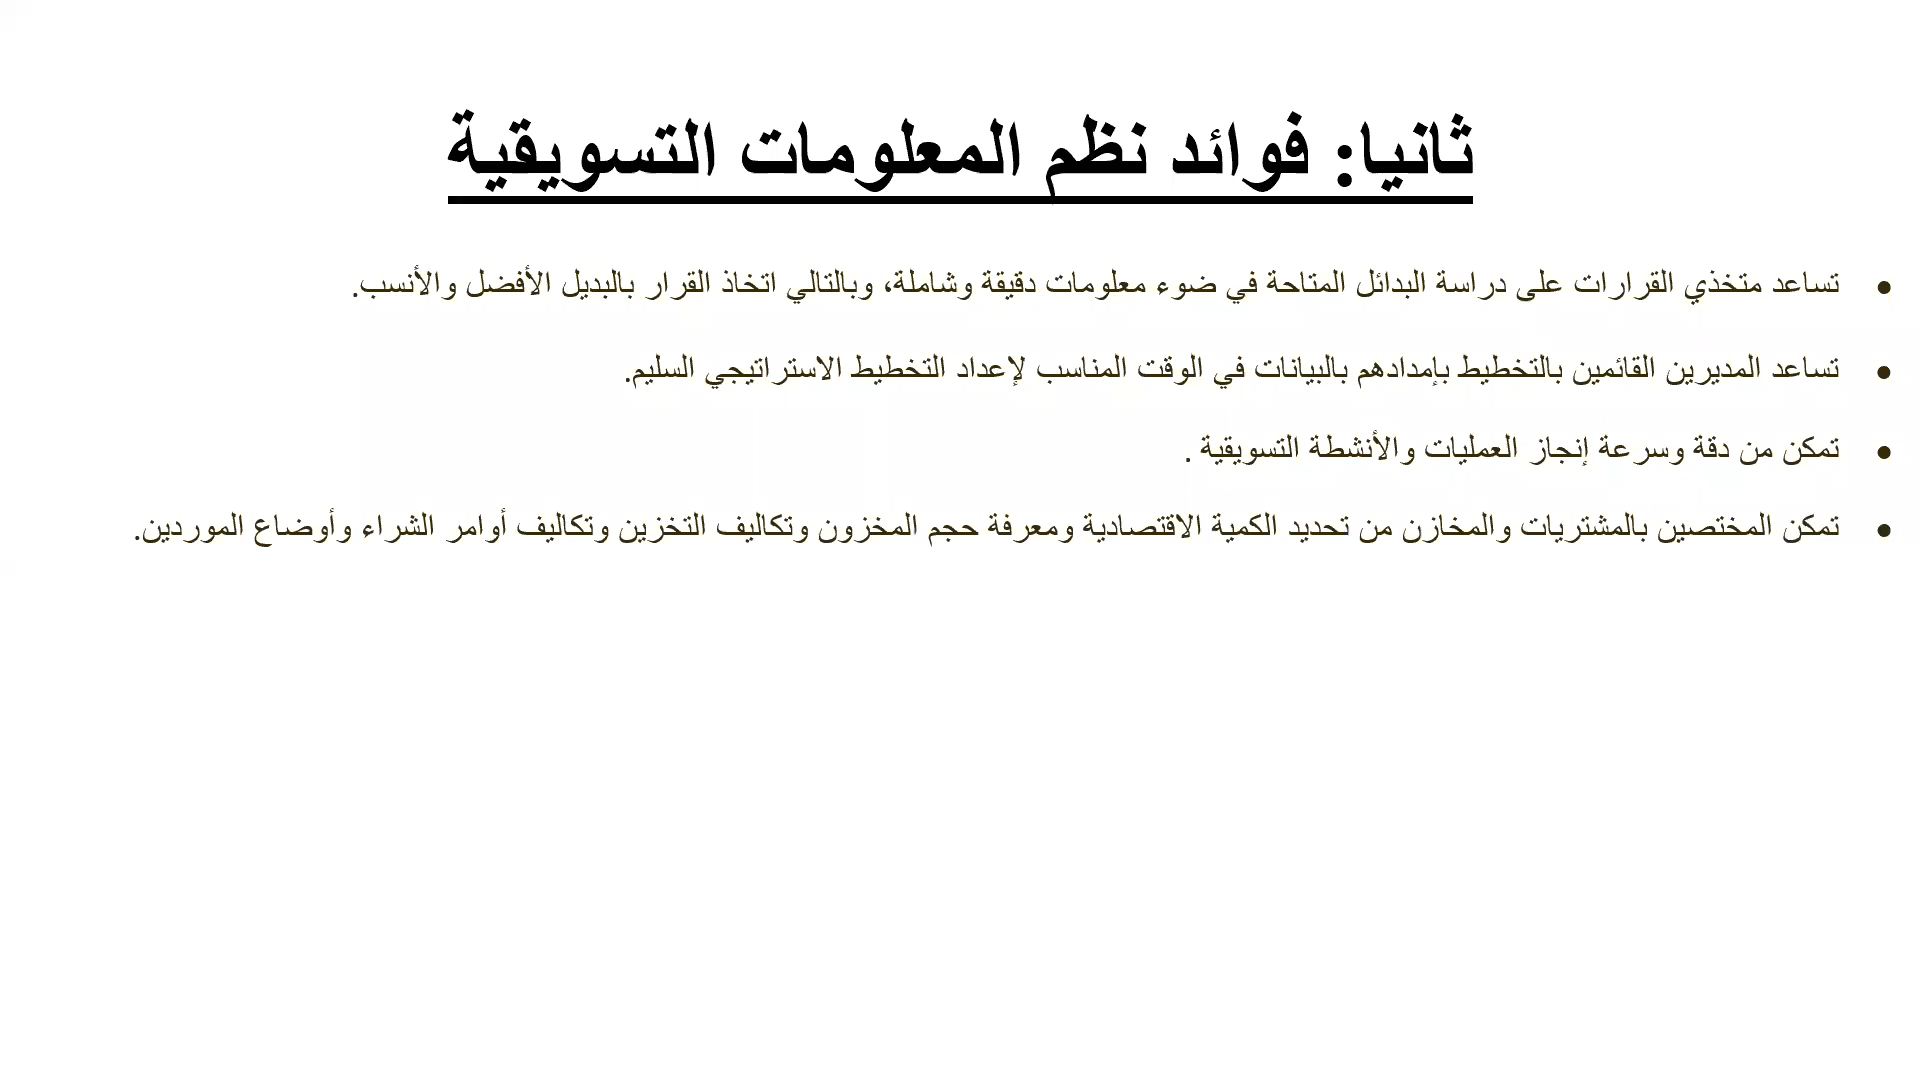 ثانيا: فوائد نظم المعلومات التسويقية
• تساعد متخذي القرارات على دراسة البدائل المتاحة في ضوء معلومات دقيقة وشاملة، وبالتالي اتخاذ القرار بالبديل الأفضل والأنسب.
• تساعد المديرين القائمين بالتخطيط بإمدادهم بالبيانات في الوقت المناسب لإعداد التخطيط الاستراتيجي السليم.
• تمكن من دقة وسرعة إنجاز العمليات والأنشطة التسويقية .
• تمكن المختصين بالمشتريات والمخازن من تحديد الكمية الاقتصادية ومعرفة حجم المخزون وتكاليف التخزين وتكاليف أوامر الشراء وأوضاع الموردين.